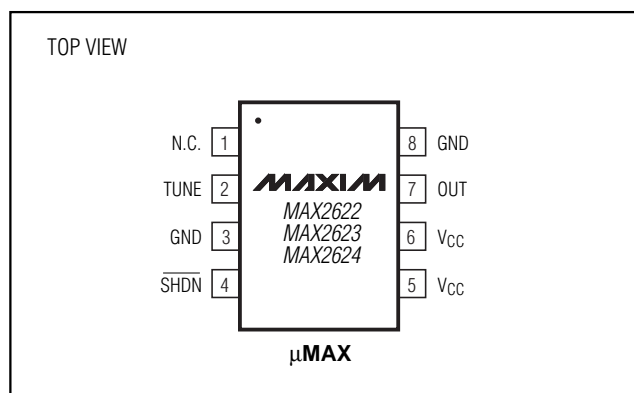 TOP VIEW
N.C. 1
TUNE 2
GND 3
SHDN 4
MAXIM
MAX2622
MAX2623
MAX2624
8 GND
7 OUT
6 VCC
5 VCC
µMAX